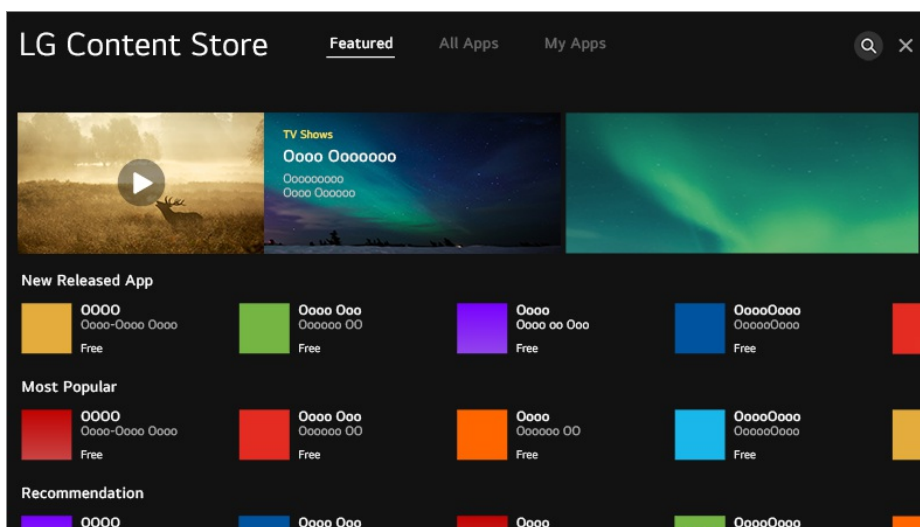 LG Content Store
Featured
All Apps
My Apps
TV Shows
Oooo Ooooooo
Ooooooooo
Oooo Oooooo
New Released App
OOOO
Oooo-Oooo Oooo
Free
Oooo Ooo
Oooooo OO
Free
Oooo
Oooo oo Ooo
Free
OoooOooo
OooooOooo
Free
Most Popular
OOOO
Oooo-Oooo Oooo
Free
Oooo Ooo
Oooooo OO
Free
Oooo
Oooooo OO
Free
OoooOooo
OooooOooo
Free
Recommendation
OOOO
Oooo Ooo
Oooo
OoooOooo